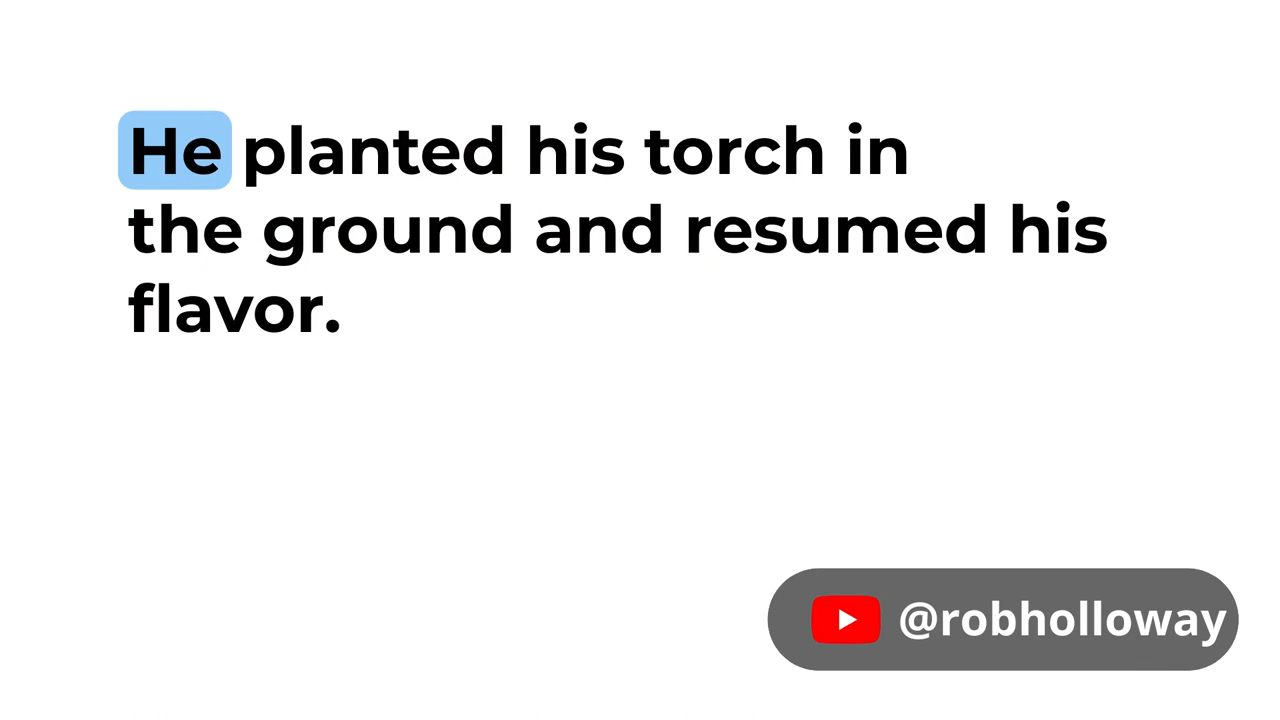 He planted his torch in
the ground and resumed his
flavor.
@robholloway